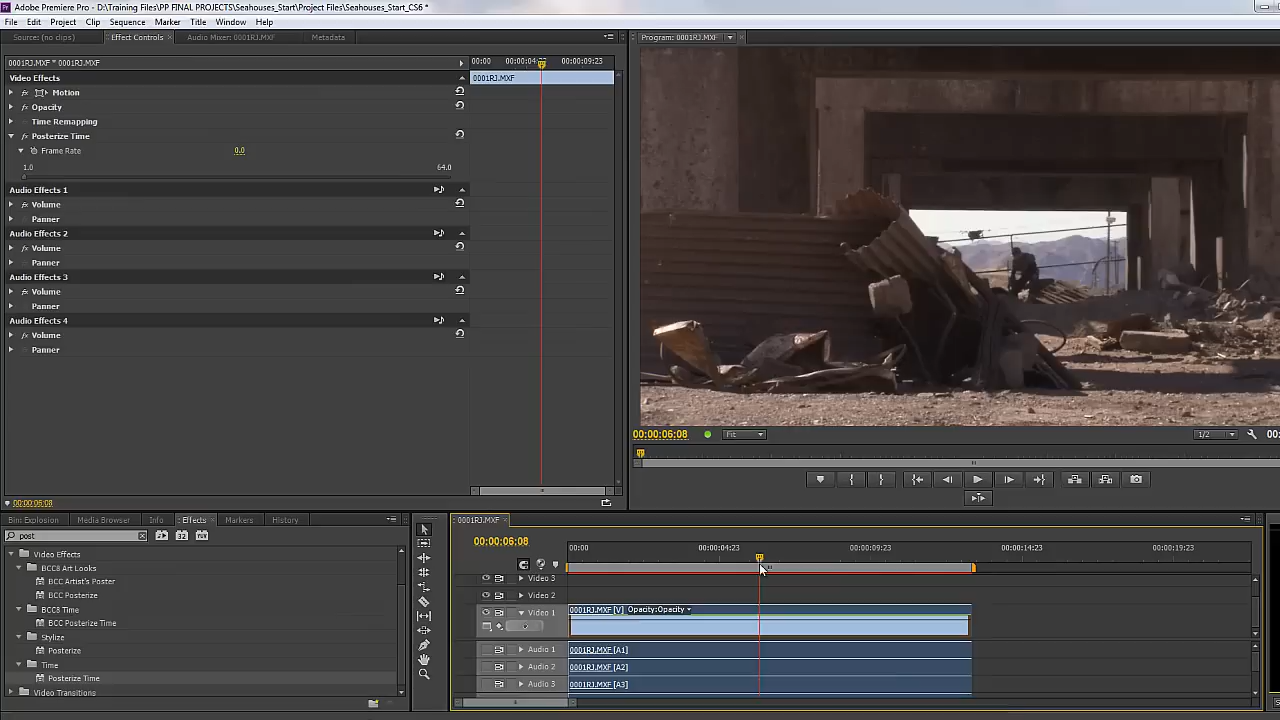 Adobe Premiere Pro - D:\Training Files\PP FINAL PROJECTS\Seahouses_Start\Project Files\Seahouses_Start_CS6 *
File Edit Project Clip Sequence Marker Title Window Help
Source: (no clips) Effect Controls Audio Mixer: 0001RJ.MXF Metadata
0001RJ.MXF * 0001RJ.MXF
00:00 00:00:09:23
Video Effects
0001RJ.MXF
fx Motion
fx Opacity
Time Remapping
fx Posterize Time
Frame Rate 0.0
1.0 64.0
Audio Effects 1
fx Volume
Panner
Audio Effects 2
fx Volume
Panner
Audio Effects 3
fx Volume
Panner
Audio Effects 4
fx Volume
Panner
00:00:06:08
Program: 0001RJ.MXF
00:00:06:08 Fit 1/2
Bin: Explosion Media Browser Info Effects Markers History
post
Video Effects
BCC8 Art Looks
BCC Artist's Poster
BCC Posterize
BCC8 Time
BCC Posterize Time
Stylize
Posterize
Time
Posterize Time
Video Transitions
0001RJ.MXF
00:00:06:08
00:00 00:00:04:23 00:00:09:23 00:00:14:23 00:00:19:23
Video 3
Video 2
Video 1 0001RJ.MXF [V] Opacity:Opacity
Audio 1 0001RJ.MXF [A1]
Audio 2 0001RJ.MXF [A2]
Audio 3 0001RJ.MXF [A3]